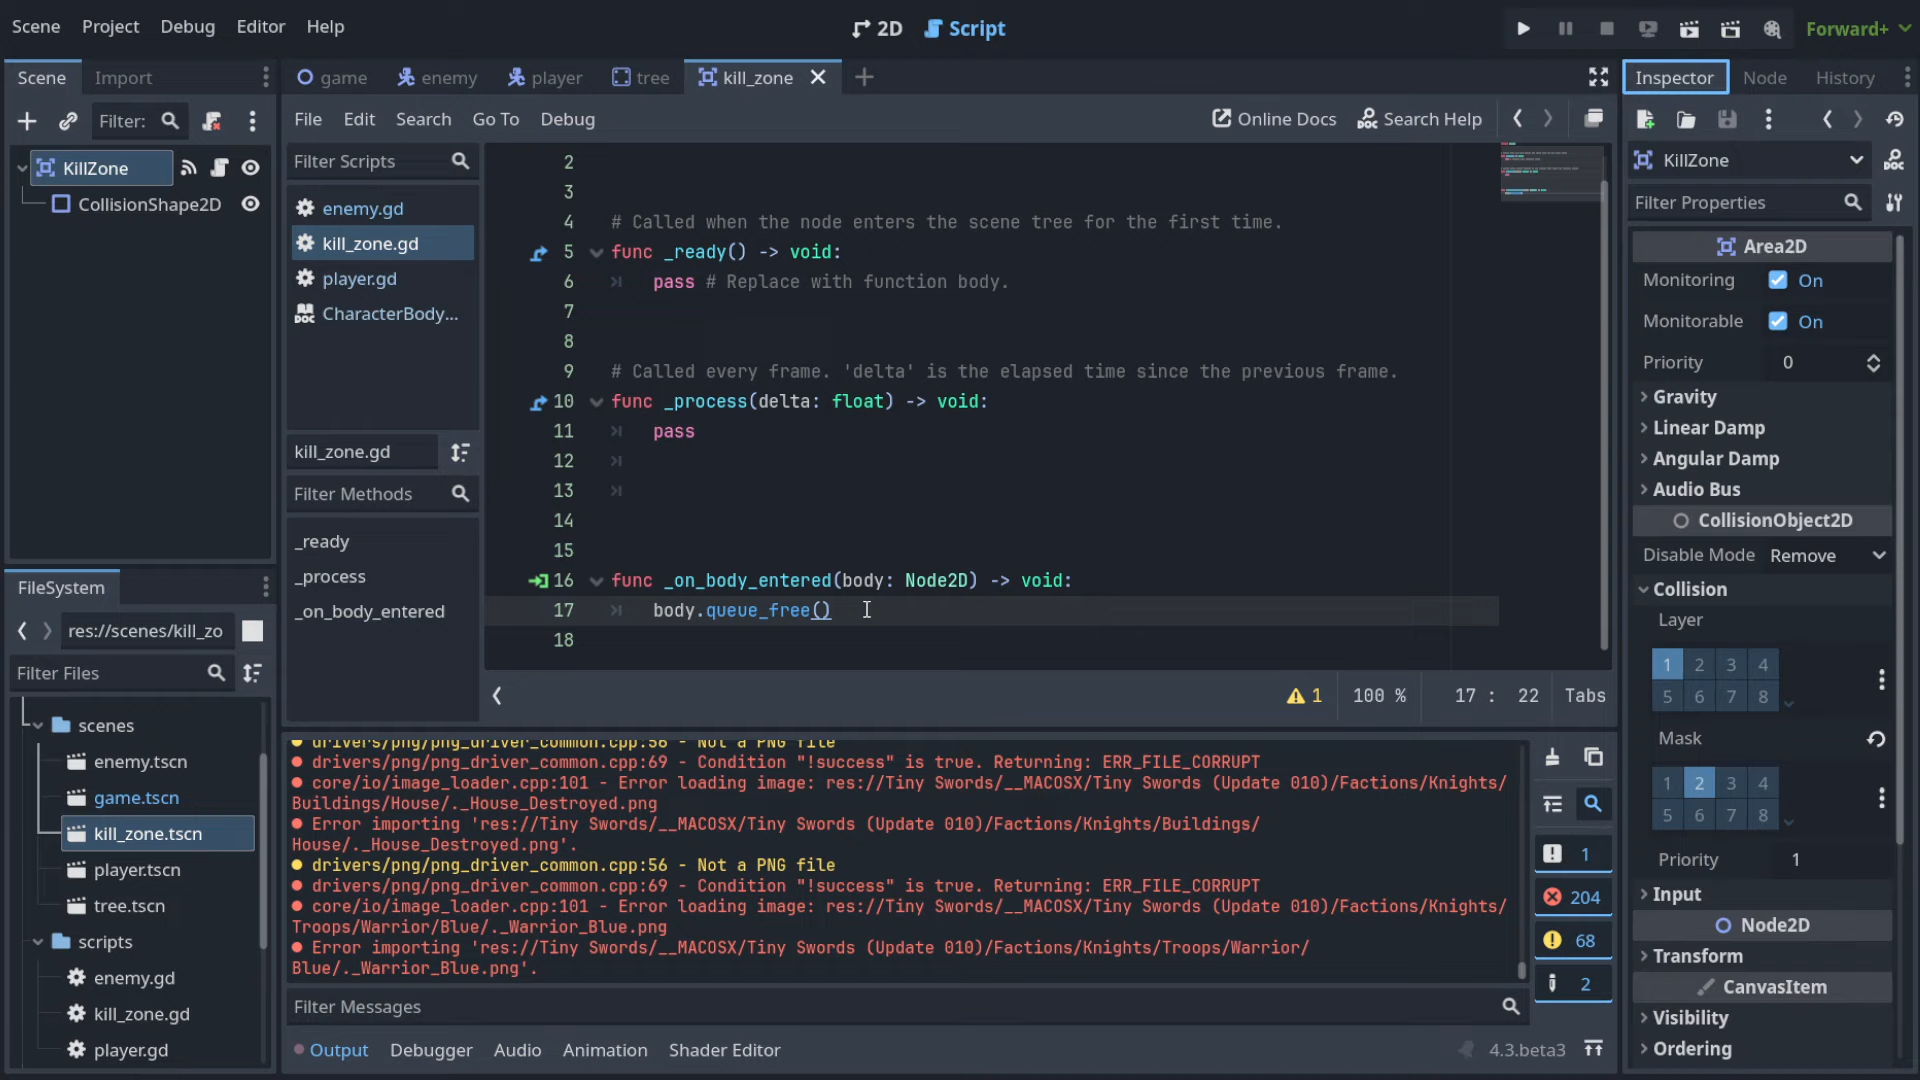 Scene Project Debug Editor Help
2D Script
Forward+
Scene Import
game enemy player tree kill_zone
Inspector Node History
Filter:
File Edit Search Go To Debug
Online Docs Search Help
KillZone
CollisionShape2D
Filter Scripts
enemy.gd
kill_zone.gd
player.gd
CharacterBody...
kill_zone.gd
Filter Methods
_ready
_process
_on_body_entered
2
3
4 # Called when the node enters the scene tree for the first time.
5 func _ready() -> void:
6 pass # Replace with function body.
7
8
9 # Called every frame. 'delta' is the elapsed time since the previous frame.
10 func _process(delta: float) -> void:
11 pass
12
13
14
15
16 func _on_body_entered(body: Node2D) -> void:
17 body.queue_free()
18
1 100 % 17 : 22 Tabs
KillZone
Filter Properties
Area2D
Monitoring On
Monitorable On
Priority 0
Gravity
Linear Damp
Angular Damp
Audio Bus
CollisionObject2D
Disable Mode Remove
Collision
Layer
1 2 3 4
5 6 7 8
Mask
1 2 3 4
5 6 7 8
Priority 1
Input
Node2D
Transform
CanvasItem
Visibility
Ordering
FileSystem
res://scenes/kill_zo
Filter Files
scenes
enemy.tscn
game.tscn
kill_zone.tscn
player.tscn
tree.tscn
scripts
enemy.gd
kill_zone.gd
player.gd
drivers/png/png_driver_common.cpp:56 - Not a PNG file
drivers/png/png_driver_common.cpp:69 - Condition "!success" is true. Returning: ERR_FILE_CORRUPT
core/io/image_loader.cpp:101 - Error loading image: res://Tiny Swords/__MACOSX/Tiny Swords (Update 010)/Factions/Knights/
Buildings/House/._House_Destroyed.png
Error importing 'res://Tiny Swords/__MACOSX/Tiny Swords (Update 010)/Factions/Knights/Buildings/
House/._House_Destroyed.png'.
drivers/png/png_driver_common.cpp:56 - Not a PNG file
drivers/png/png_driver_common.cpp:69 - Condition "!success" is true. Returning: ERR_FILE_CORRUPT
core/io/image_loader.cpp:101 - Error loading image: res://Tiny Swords/__MACOSX/Tiny Swords (Update 010)/Factions/Knights/
Troops/Warrior/Blue/._Warrior_Blue.png
Error importing 'res://Tiny Swords/__MACOSX/Tiny Swords (Update 010)/Factions/Knights/Troops/Warrior/
Blue/._Warrior_Blue.png'.
1
204
68
2
Filter Messages
Output Debugger Audio Animation Shader Editor
4.3.beta3